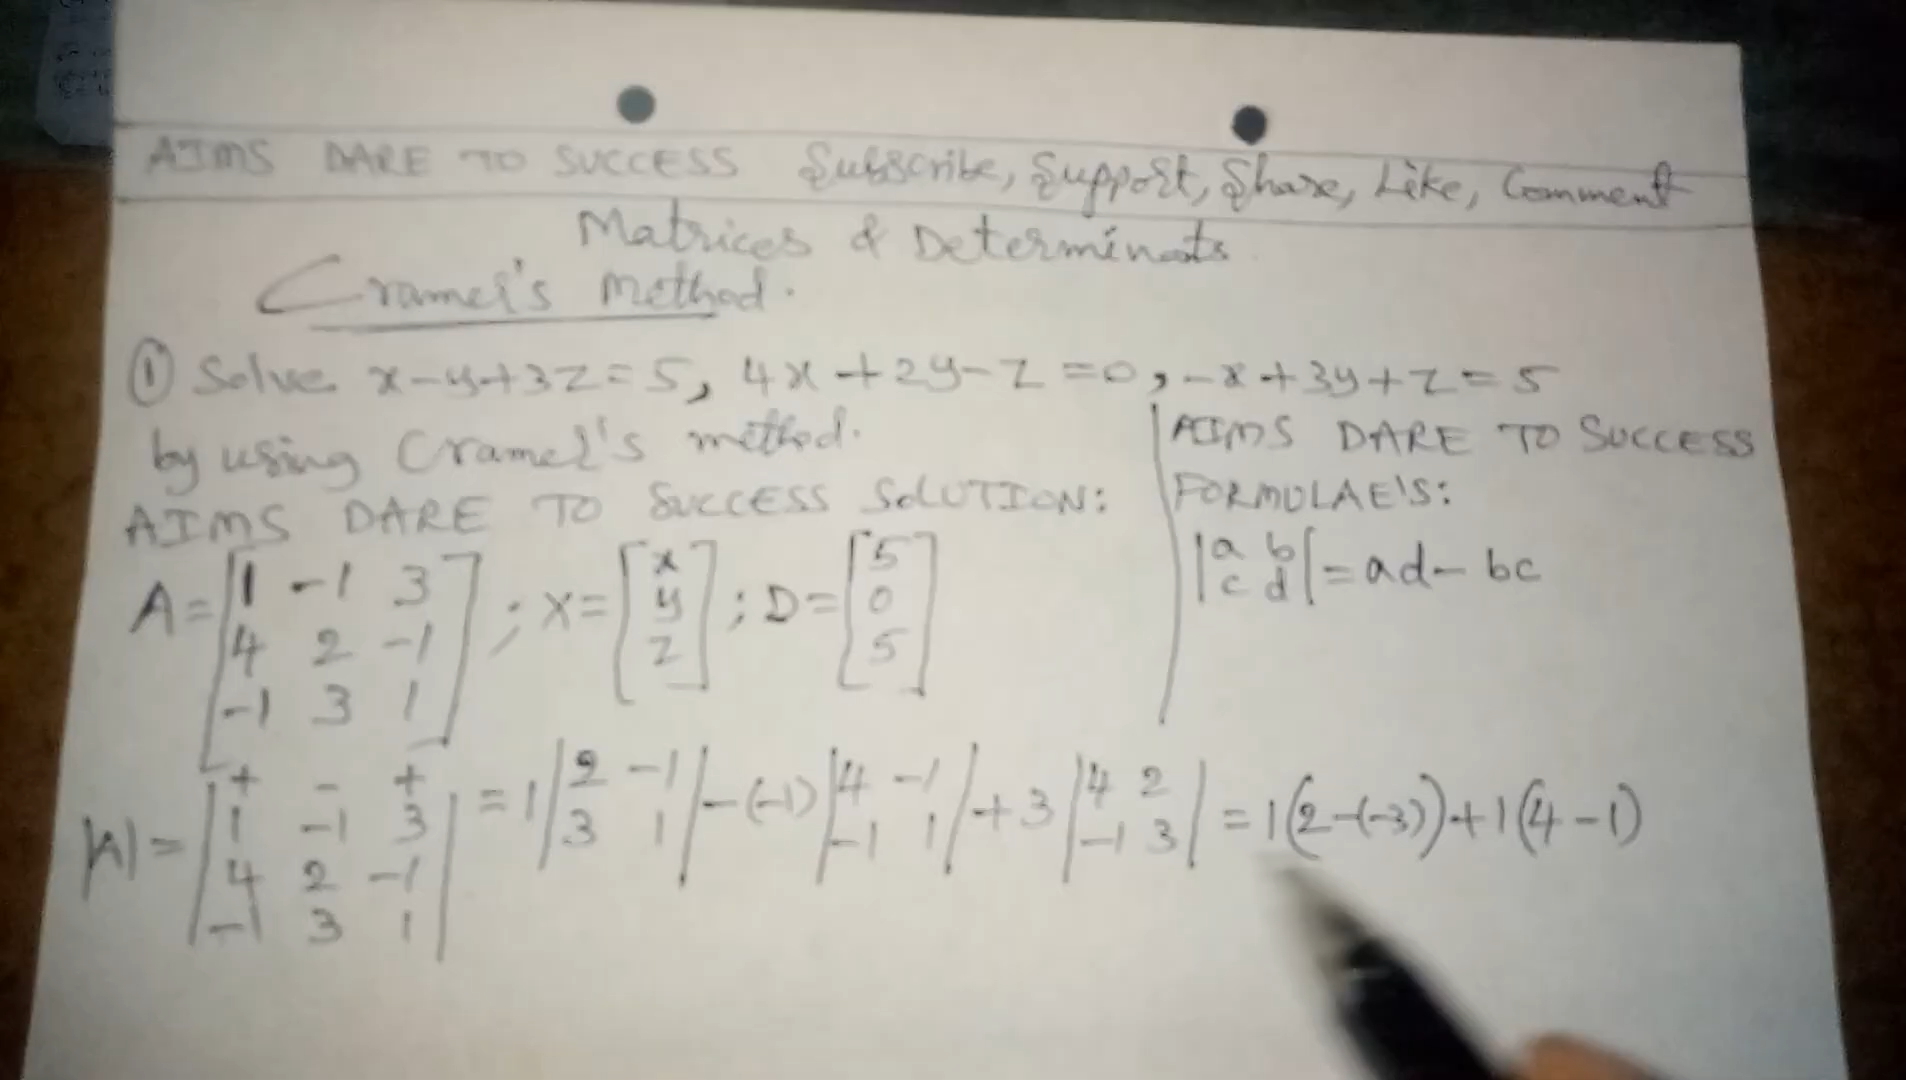 AIMS DARE TO SUCCESS Subscribe, Support, Share, Like, Comment
Matrices & Determinants
Cramer's Method.
① Solve x-y+3z=5, 4x+2y-z=0, -x+3y+z=5
by using Cramer's method.
AIMS DARE TO SUCCESS SOLUTION:
AIMS DARE TO SUCCESS
FORMULAE'S:
|a b|
|c d| = ad - bc
A = [1 -1 3] ; X = [x] ; D = [5]
[4 2 -1] [y] [0]
[-1 3 1] [z] [5]
+ - +
|A| = |1 -1 3| = 1 |2 -1| -(-1) |4 -1| + 3 |4 2| = 1(2-(-3))+1(4-1)
|4 2 -1| |3 1| |-1 1| |-1 3|
|-1 3 1|